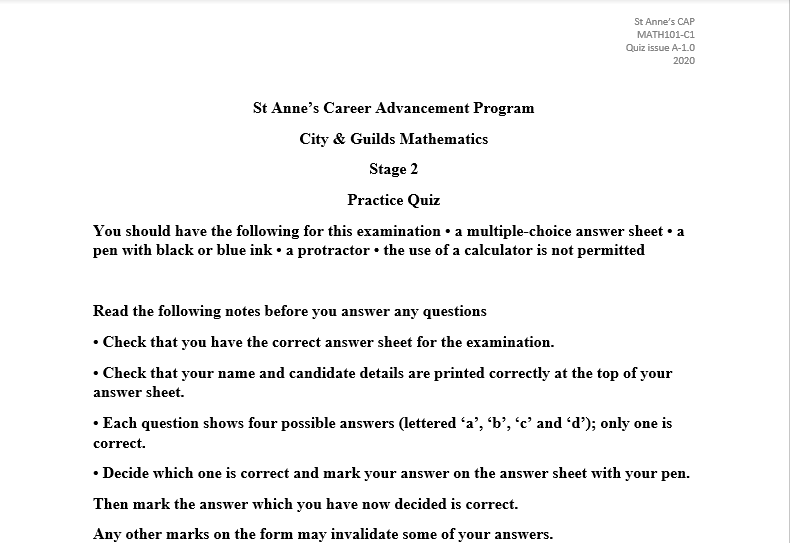 St Anne's CAP
MATH101-C1
Quiz issue A-1.0
2020
St Anne's Career Advancement Program
City & Guilds Mathematics
Stage 2
Practice Quiz
You should have the following for this examination • a multiple-choice answer sheet • a
pen with black or blue ink • a protractor • the use of a calculator is not permitted
Read the following notes before you answer any questions
• Check that you have the correct answer sheet for the examination.
• Check that your name and candidate details are printed correctly at the top of your
answer sheet.
• Each question shows four possible answers (lettered ‘a’, ‘b’, ‘c’ and ‘d’); only one is
correct.
• Decide which one is correct and mark your answer on the answer sheet with your pen.
Then mark the answer which you have now decided is correct.
Any other marks on the form may invalidate some of your answers.